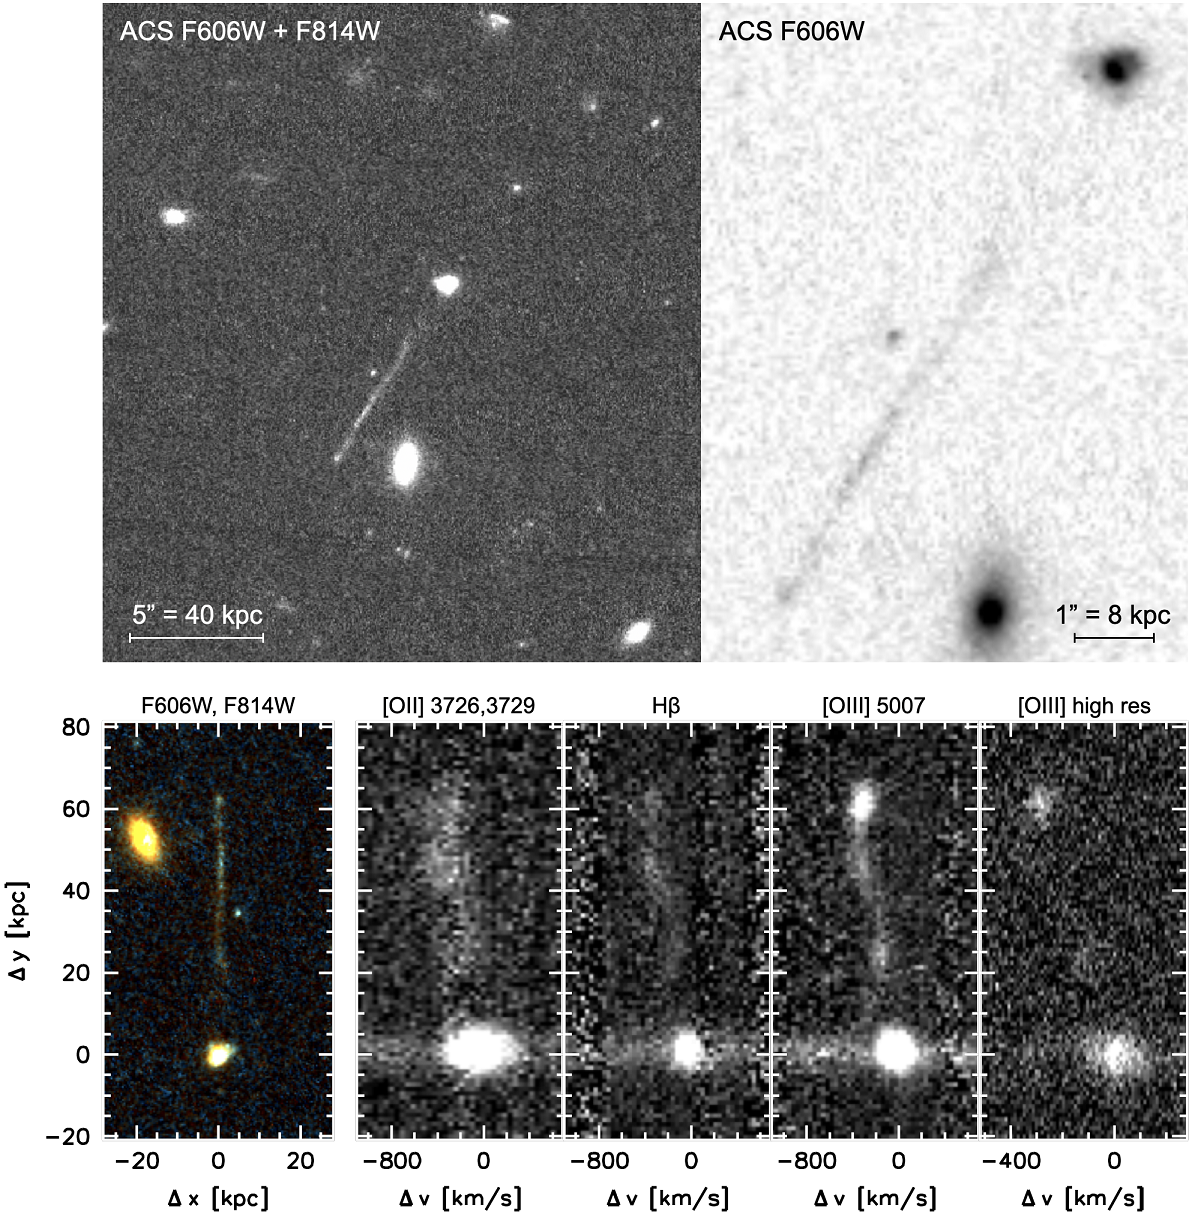 ACS F606W + F814W
ACS F606W
5” = 40 kpc
1” = 8 kpc
F606W, F814W
[OII] 3726,3729
Hβ
[OIII] 5007
[OIII] high res
80
60
40
20
0
−20
Δ y [kpc]
−20 0 20
−800 0
−800 0
−800 0
−400 0
Δ x [kpc]
Δ v [km/s]
Δ v [km/s]
Δ v [km/s]
Δ v [km/s]